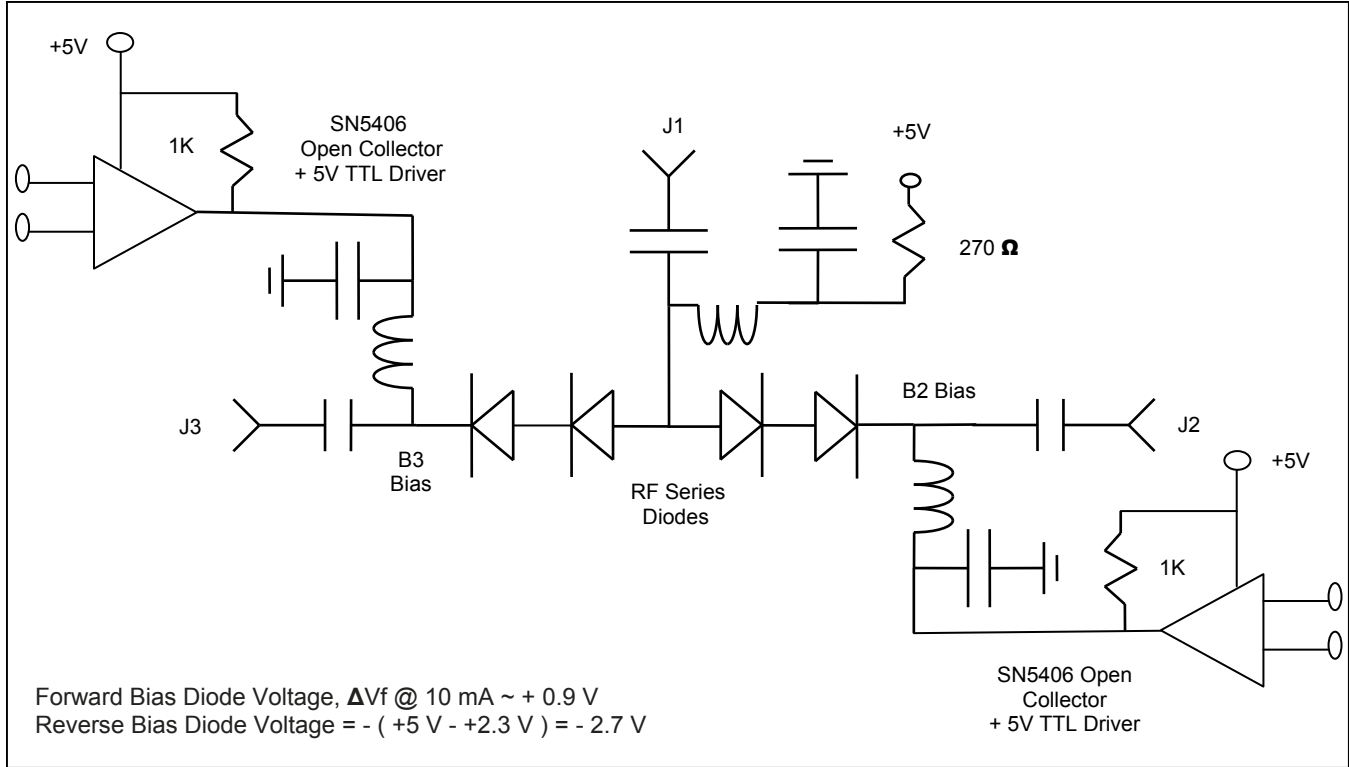 +5V
1K
SN5406
Open Collector
+ 5V TTL Driver
J1
+5V
270 Ω
J3
B3
Bias
RF Series
Diodes
B2 Bias
J2
+5V
1K
SN5406 Open
Collector
+ 5V TTL Driver
Forward Bias Diode Voltage, ΔVf @ 10 mA ~ + 0.9 V
Reverse Bias Diode Voltage = - ( +5 V - +2.3 V ) = - 2.7 V